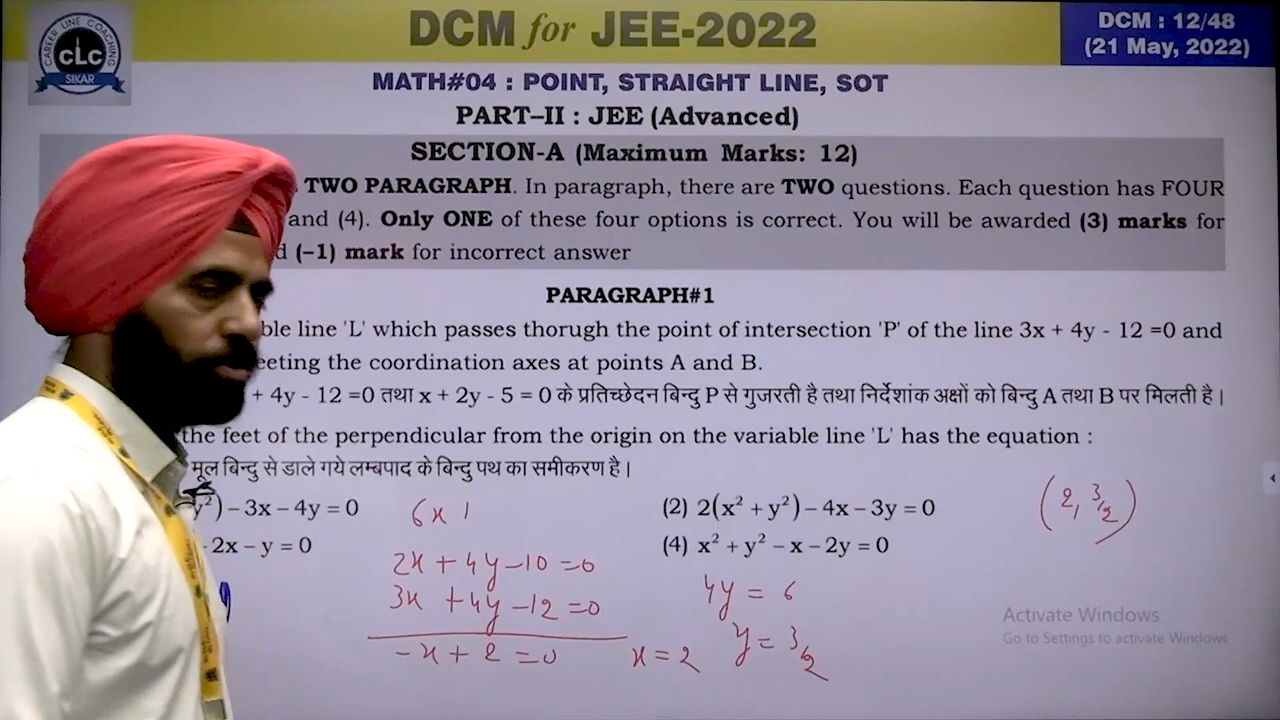 DCM for JEE-2022
DCM : 12/48
(21 May, 2022)
CAREER LINE COACHING
CLC
SIKAR
MATH#04 : POINT, STRAIGHT LINE, SOT
PART–II : JEE (Advanced)
SECTION-A (Maximum Marks: 12)
TWO PARAGRAPH. In paragraph, there are TWO questions. Each question has FOUR
and (4). Only ONE of these four options is correct. You will be awarded (3) marks for
(–1) mark for incorrect answer
PARAGRAPH#1
line 'L' which passes thorugh the point of intersection 'P' of the line 3x + 4y - 12 =0 and
the coordination axes at points A and B.
+ 4y - 12 =0 तथा x + 2y - 5 = 0 के प्रतिच्छेदन बिन्दु P से गुजरती है तथा निर्देशांक अक्षों को बिन्दु A तथा B पर मिलती है।
the feet of the perpendicular from the origin on the variable line 'L' has the equation :
मूल बिन्दु से डाले गये लम्बपाद के बिन्दु पथ का समीकरण है।
y²) – 3x – 4y = 0
(2) 2(x² + y²) – 4x – 3y = 0
2x – y = 0
(4) x² + y² – x – 2y = 0
(2, 3/2)
6x
2x + 4y – 10 = 0
3x + 4y – 12 = 0
– x + 2 = 0
x = 2
4y = 6
y = 3/2
Activate Windows
Go to Settings to activate Windows